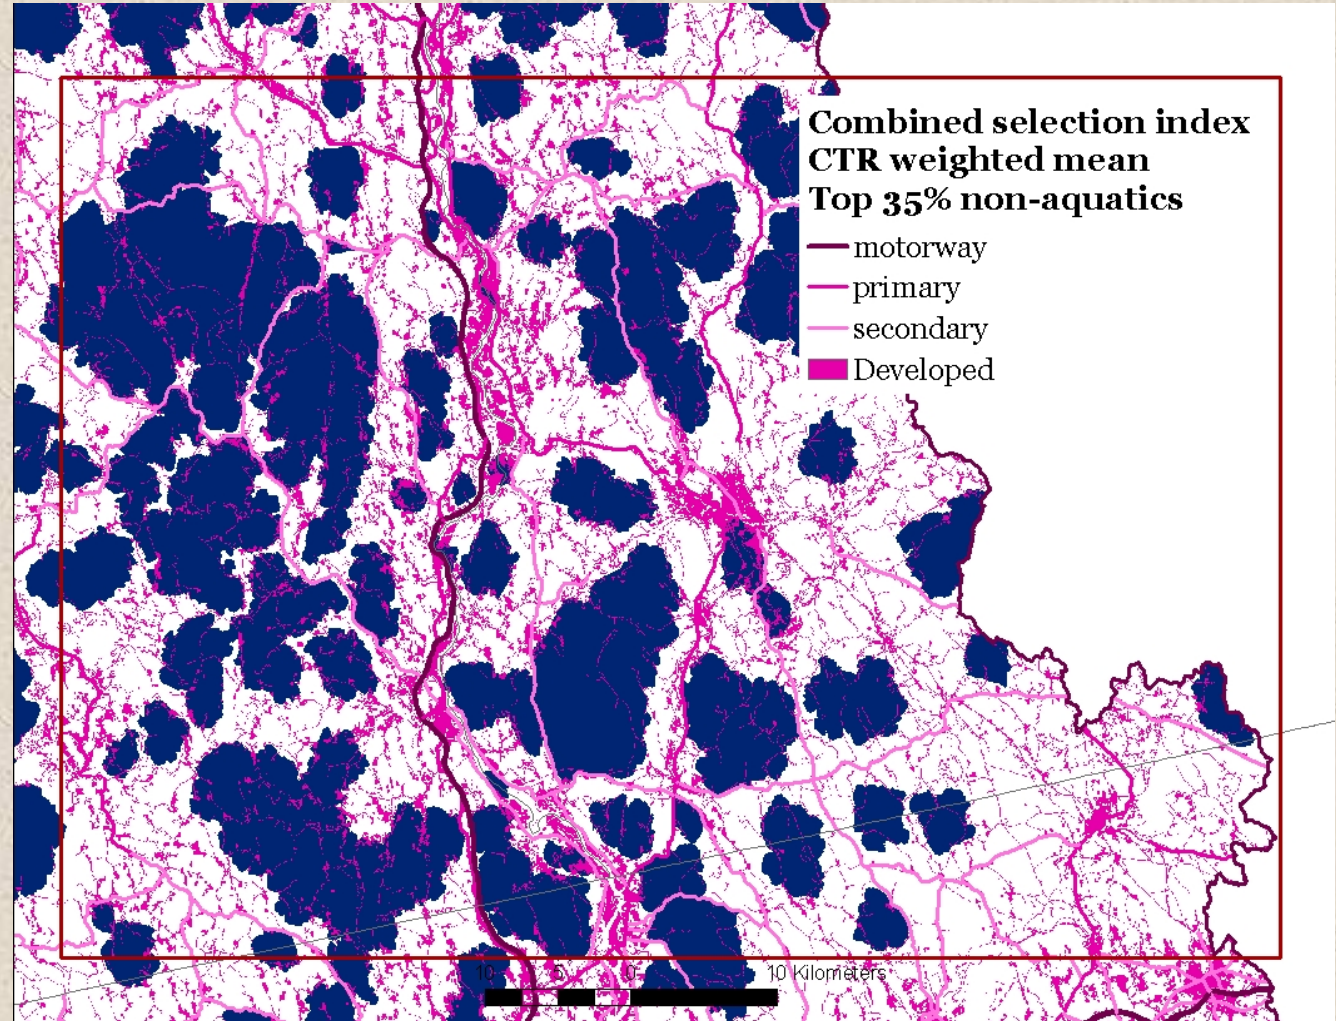 Combined selection index
CTR weighted mean
Top 35% non-aquatics
motorway
primary
secondary
Developed
10 5 0 10 Kilometers